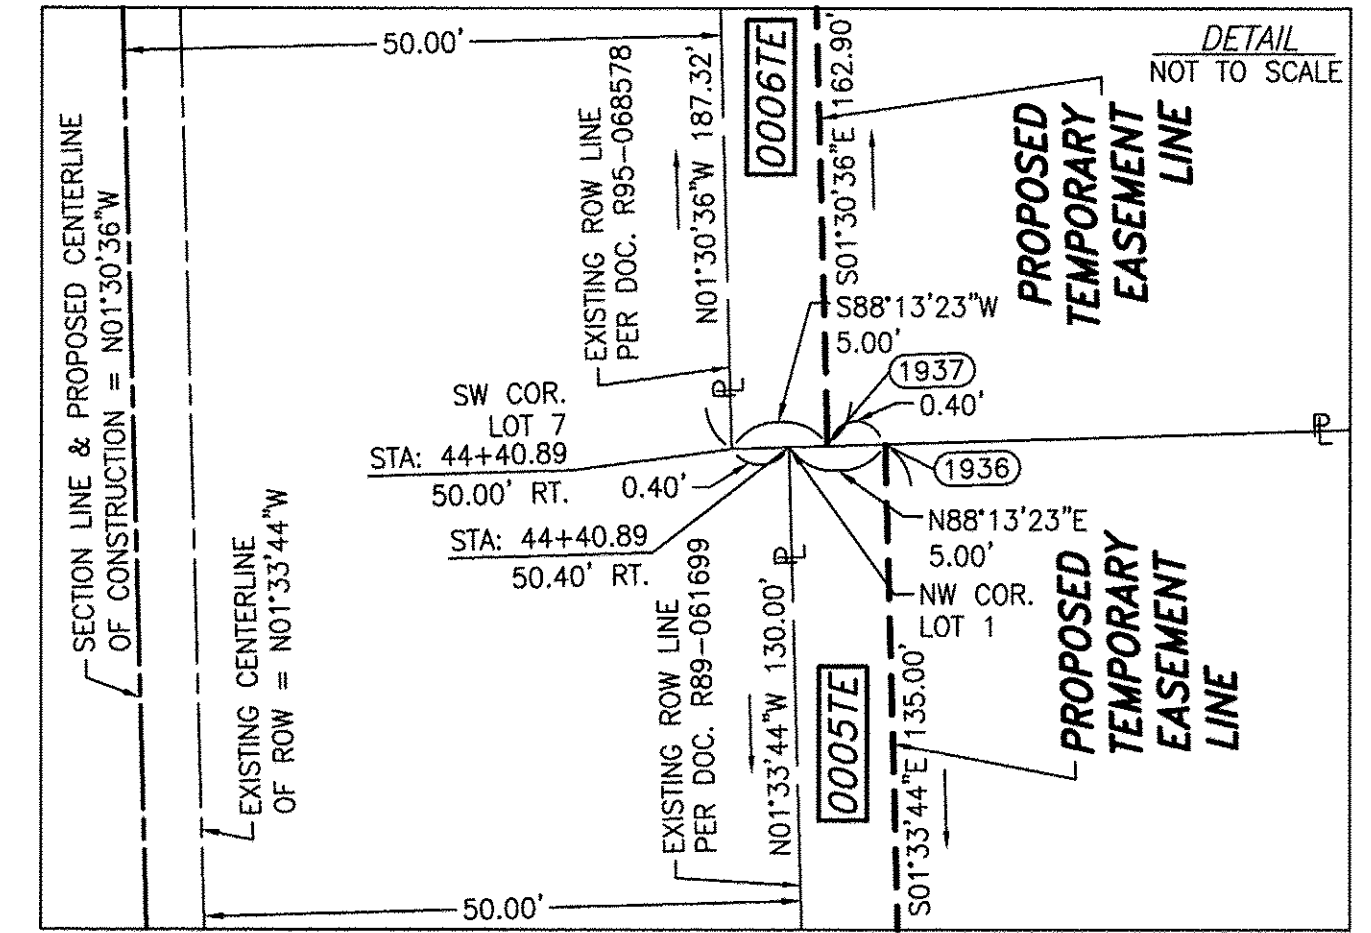 50.00'
DETAIL
NOT TO SCALE
SECTION LINE & PROPOSED CENTERLINE
OF CONSTRUCTION = N01°30'36"W
EXISTING ROW LINE
PER DOC. R95-068578
N01°30'36"W 187.32'
0006TE
S01°30'36"E 162.90'
PROPOSED
TEMPORARY
EASEMENT
LINE
S88°13'23"W
5.00'
1937
0.40'
SW COR.
LOT 7
STA: 44+40.89
50.00' RT.
0.40'
STA: 44+40.89
50.40' RT.
1936
N88°13'23"E
5.00'
NW COR.
LOT 1
PL
PL
PL
EXISTING CENTERLINE
OF ROW = N01°33'44"W
EXISTING ROW LINE
PER DOC. R89-061699
N01°33'44"W 130.00'
0005TE
S01°33'44"E 135.00'
PROPOSED
TEMPORARY
EASEMENT
LINE
50.00'